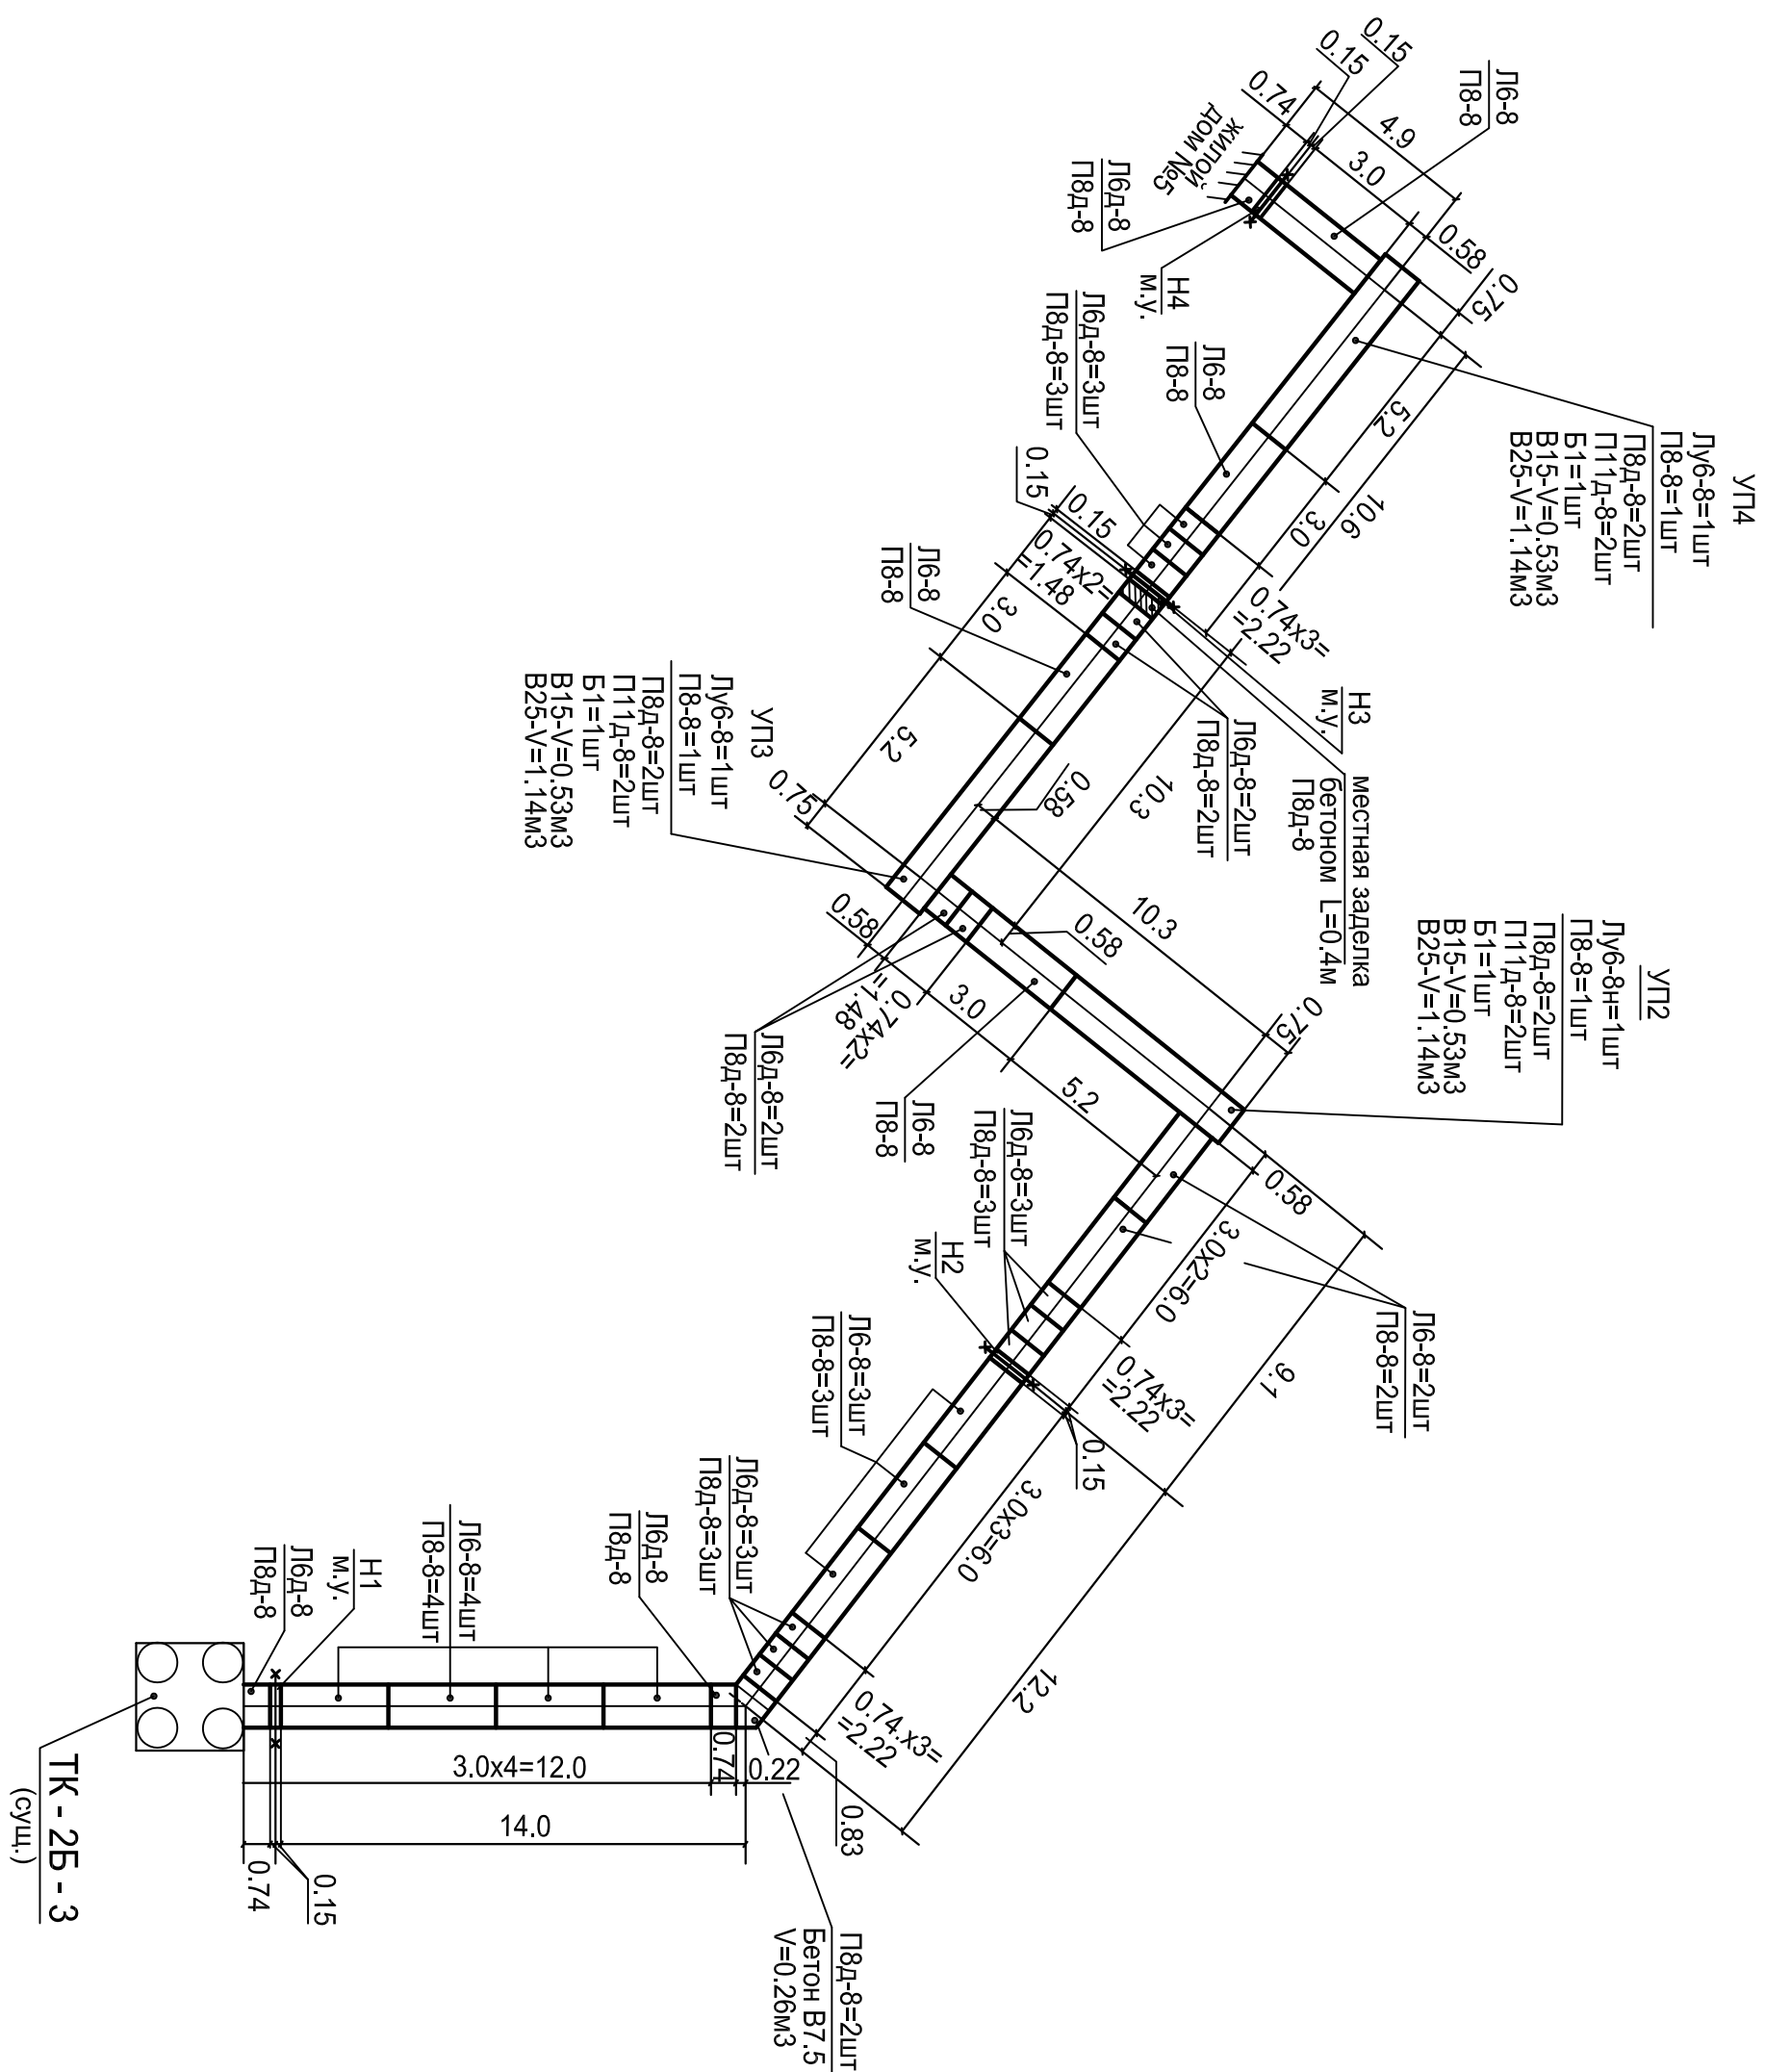 0.15
0.15
0.74
4.9
3.0
Л6-8
П8-8
жилой
дом №5
Л6д-8
П8д-8
Н4
м.у.
0.58
0.75
5.2
10.6
3.0
УП4
Лу6-8=1шт
П8-8=1шт
П8д-8=2шт
П11д-8=2шт
Б1=1шт
В15-V=0.53м3
В25-V=1.14м3
Л6-8
П8-8
Л6д-8=3шт
П8д-8=3шт
0.15
0.15
0.74х2=
=1.48
0.74х3=
=2.22
Н3
м.у.
местная заделка
бетоном L=0.4м
П8д-8
Л6д-8=2шт
П8д-8=2шт
Л6-8
П8-8
3.0
5.2
10.3
0.58
УП3
Лу6-8=1шт
П8-8=1шт
П8д-8=2шт
П11д-8=2шт
Б1=1шт
В15-V=0.53м3
В25-V=1.14м3
0.75
0.58
0.74х2=
=1.48
3.0
5.2
0.58
10.3
0.75
УП2
Лу6-8н=1шт
П8-8=1шт
П8д-8=2шт
П11д-8=2шт
Б1=1шт
В15-V=0.53м3
В25-V=1.14м3
Л6д-8=2шт
П8д-8=2шт
Л6-8
П8-8
0.58
3.0х2=6.0
9.1
Л6-8=2шт
П8-8=2шт
Л6д-8=3шт
П8д-8=3шт
Н2
м.у.
0.74х3=
=2.22
0.15
Л6-8=3шт
П8-8=3шт
3.0х3=6.0
12.2
Л6д-8=3шт
П8д-8=3шт
0.74.х3=
=2.22
0.83
Л6д-8
П8д-8
Л6-8=4шт
П8-8=4шт
Н1
м.у.
Л6д-8
П8д-8
3.0х4=12.0
0.74
0.22
14.0
0.74
0.15
П8д-8=2шт
Бетон В7.5
V=0.26м3
ТК - 2Б - 3
(сущ.)